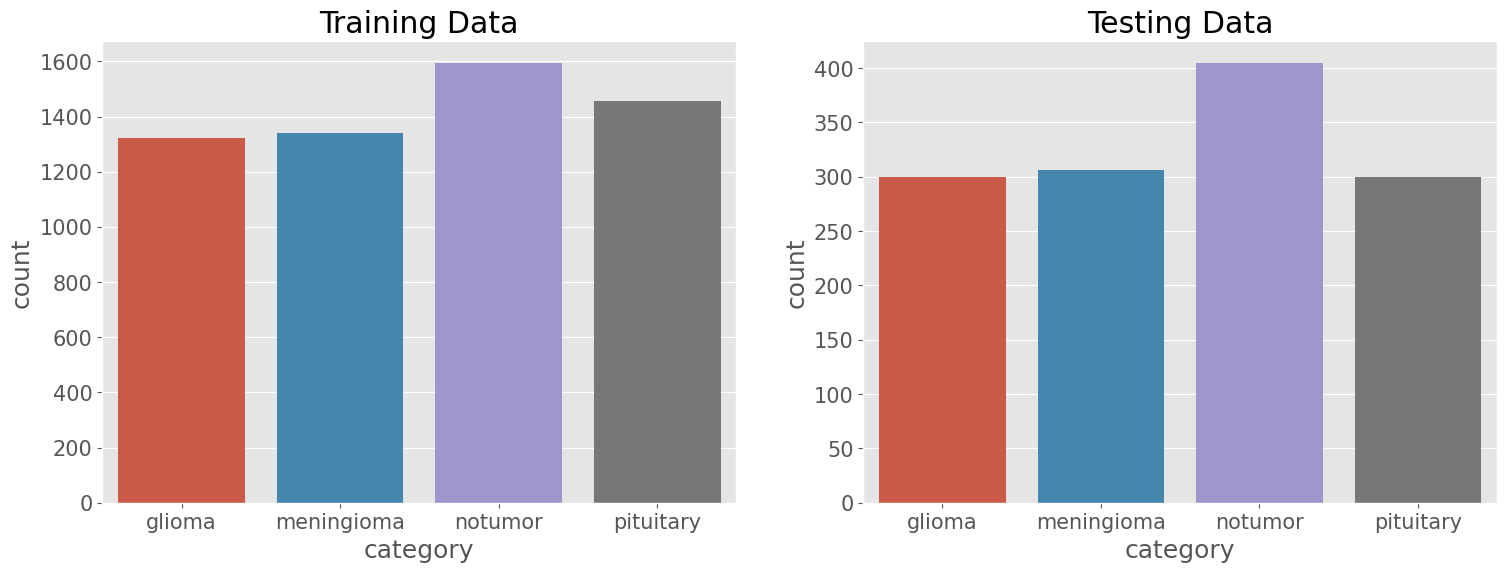 Training Data
1600
1400
1200
1000
800
600
400
200
0
count
glioma meningioma notumor pituitary
category
Testing Data
400
350
300
250
200
150
100
50
0
count
glioma meningioma notumor pituitary
category